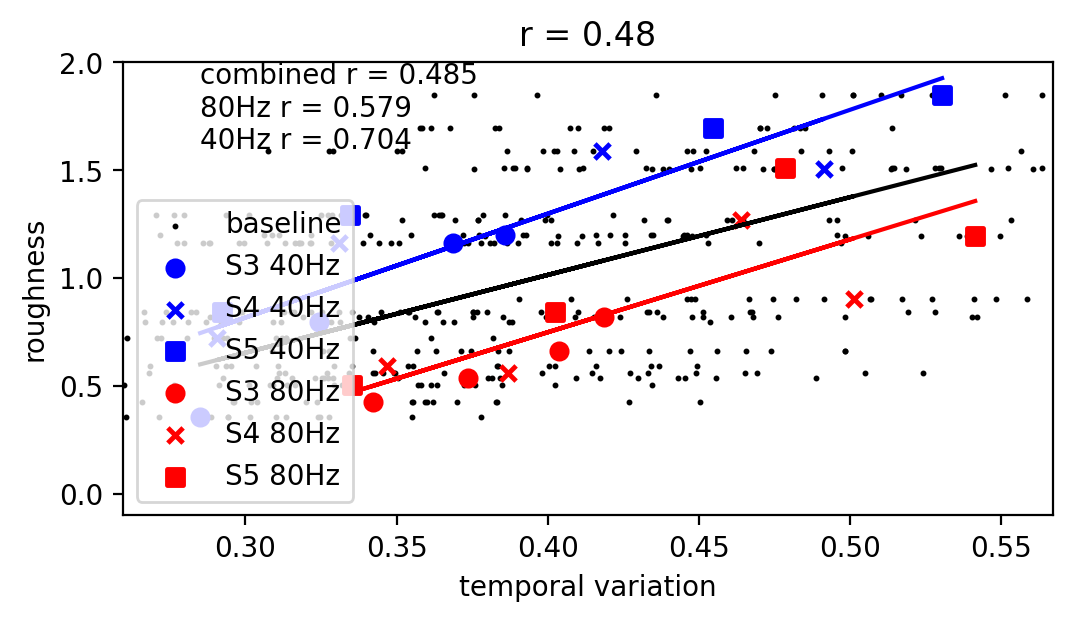 r = 0.48
combined r = 0.485
80Hz r = 0.579
40Hz r = 0.704
roughness
2.0
1.5
1.0
0.5
0.0
baseline
S3 40Hz
S4 40Hz
S5 40Hz
S3 80Hz
S4 80Hz
S5 80Hz
0.30 0.35 0.40 0.45 0.50 0.55
temporal variation